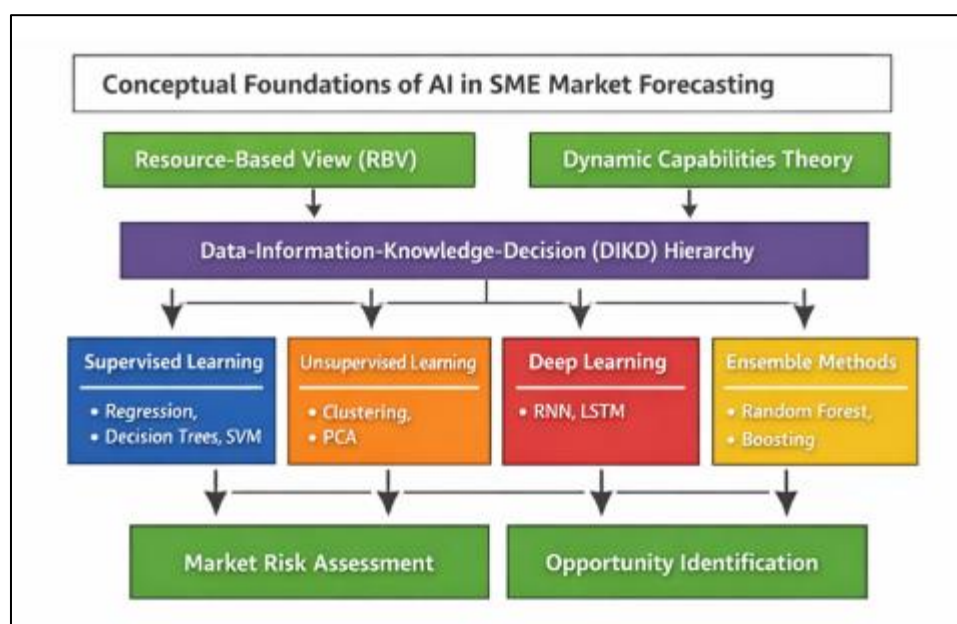 Conceptual Foundations of AI in SME Market Forecasting
Resource-Based View (RBV)
Dynamic Capabilities Theory
Data-Information-Knowledge-Decision (DIKD) Hierarchy
Supervised Learning
• Regression,
• Decision Trees, SVM
Unsupervised Learning
• Clustering,
• PCA
Deep Learning
• RNN, LSTM
Ensemble Methods
• Random Forest,
• Boosting
Market Risk Assessment
Opportunity Identification